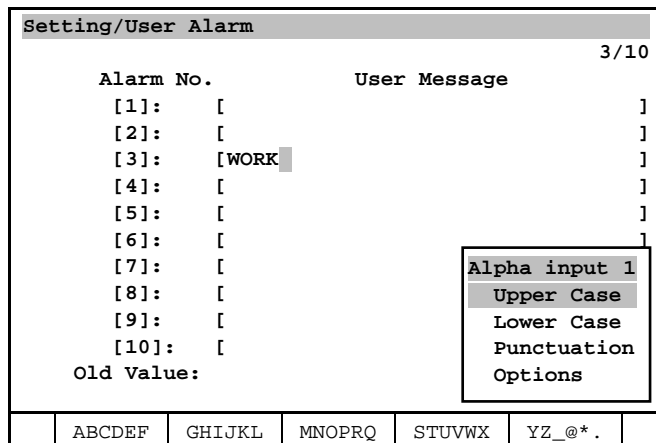 Setting/User Alarm
3/10
Alarm No. User Message
[1]: [ ]
[2]: [ ]
[3]: [WORK ]
[4]: [ ]
[5]: [ ]
[6]: [ ]
[7]: [ Alpha input 1
[8]: [ Upper Case
[9]: [ Lower Case
[10]: [ Punctuation
Old Value: Options
ABCDEF GHIJKL MNOPRQ STUVWX YZ_@*.